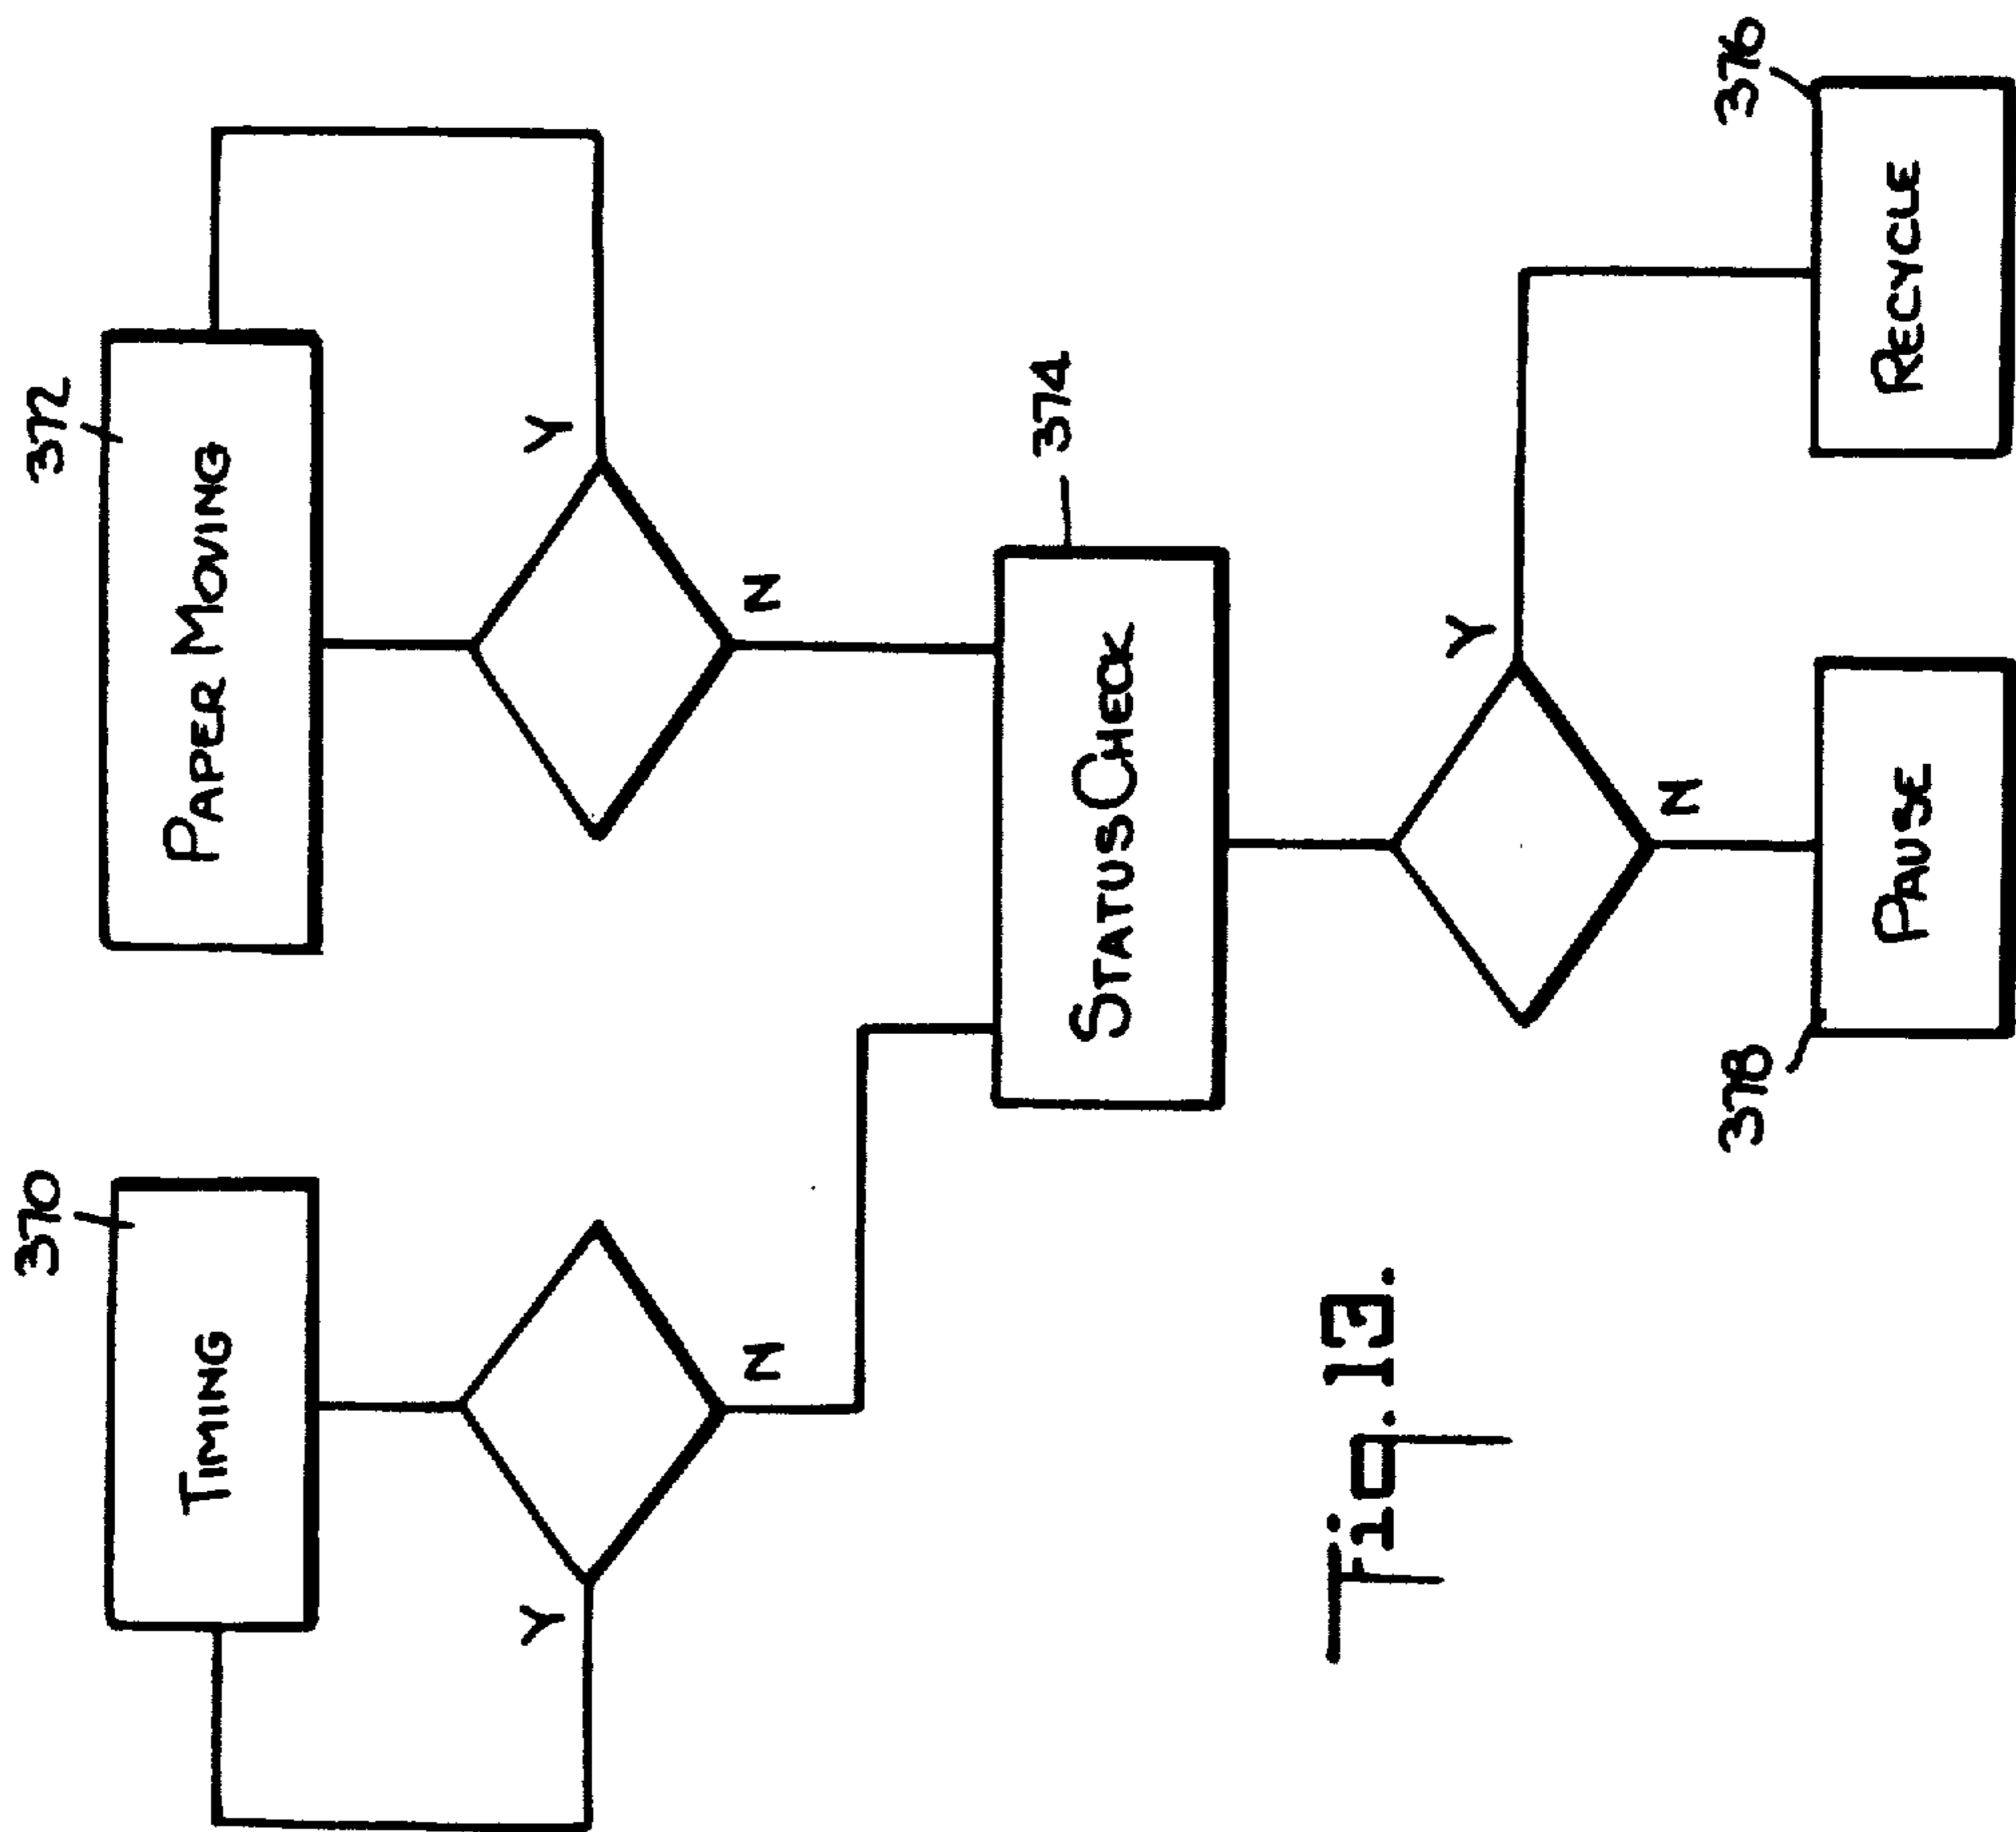 370
372
TIMING
PAPER MOVING
Y
Y
N
N
374
STATUS CHECK
Y
N
378
376
PAUSE
RECYCLE
Fig. 13.